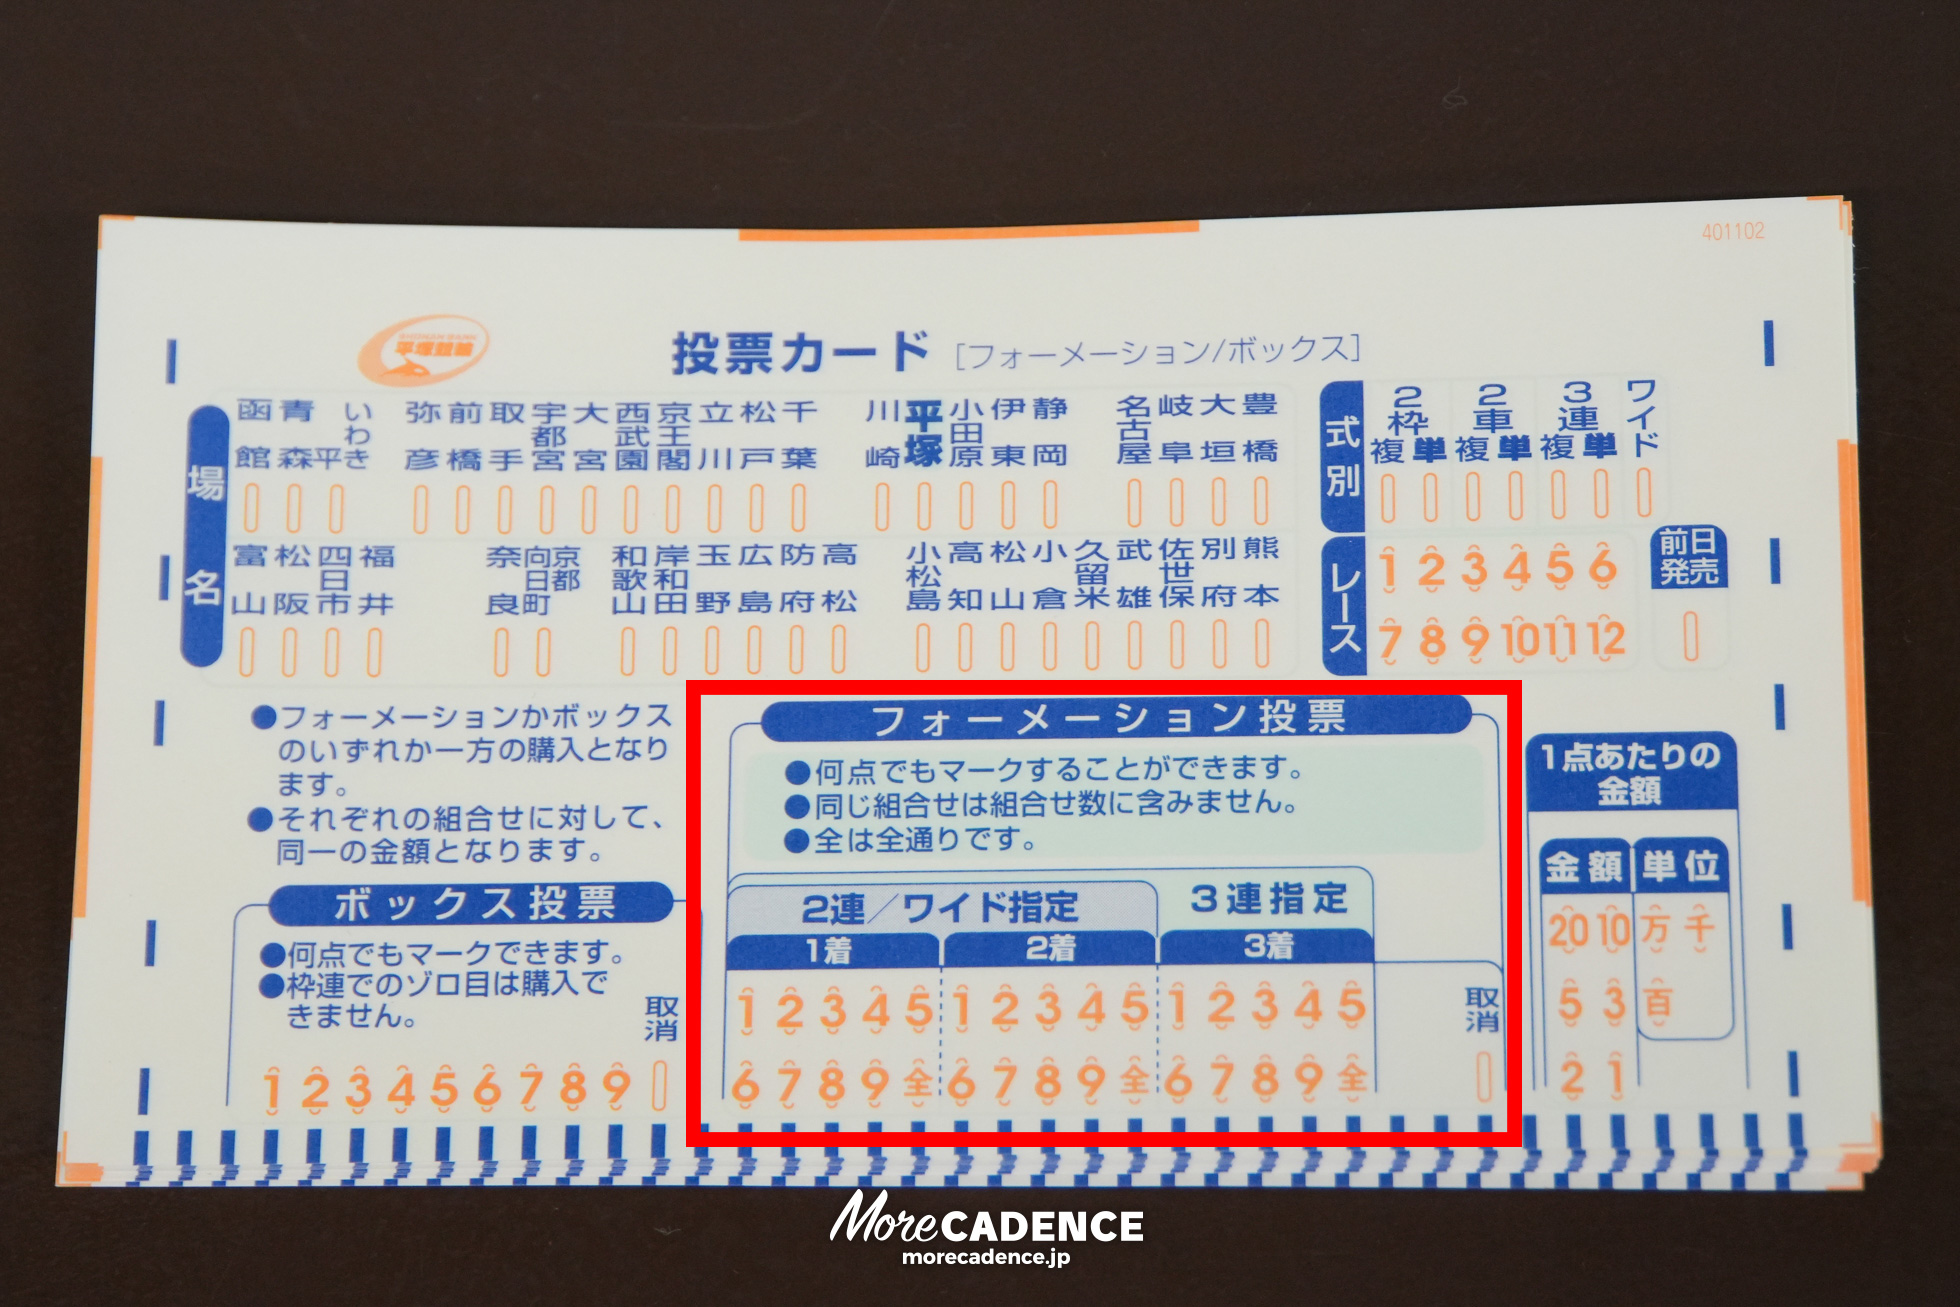 401102
平塚競輪
投票カード [フォーメーション/ボックス]
場名
函館 青森 いわき平 弥彦 前橋 取手 宇都宮 大宮 西武園 京王閣 立川 松戸 千葉 川崎 平塚 小田原 伊東 静岡 名古屋 岐阜 大垣 豊橋
富山 松阪 四日市 福井 奈良 京都向日町 和歌山 岸和田 玉野 広島 防府 高松 小松島 高知 松山 小倉 久留米 武雄 佐世保 別府 熊本
式別
2枠複 単 2車複 単 3連複 単 ワイド
レース
1 2 3 4 5 6
7 8 9 10 11 12
前日
発売
●フォーメーションかボックス
のいずれか一方の購入となり
ます。
●それぞれの組合せに対して、
同一の金額となります。
ボックス投票
●何点でもマークできます。
●枠連でのゾロ目は購入で
きません。
取消
1 2 3 4 5 6 7 8 9
フォーメーション投票
●何点でもマークすることができます。
●同じ組合せは組合せ数に含みません。
●全は全通りです。
2連/ワイド指定 3連指定
1着 2着 3着
1 2 3 4 5 1 2 3 4 5 1 2 3 4 5
6 7 8 9 全 6 7 8 9 全 6 7 8 9 全
取消
1点あたりの
金額
金額 単位
20 10 万 千
5 3 百
2 1
More CADENCE
morecadence.jp